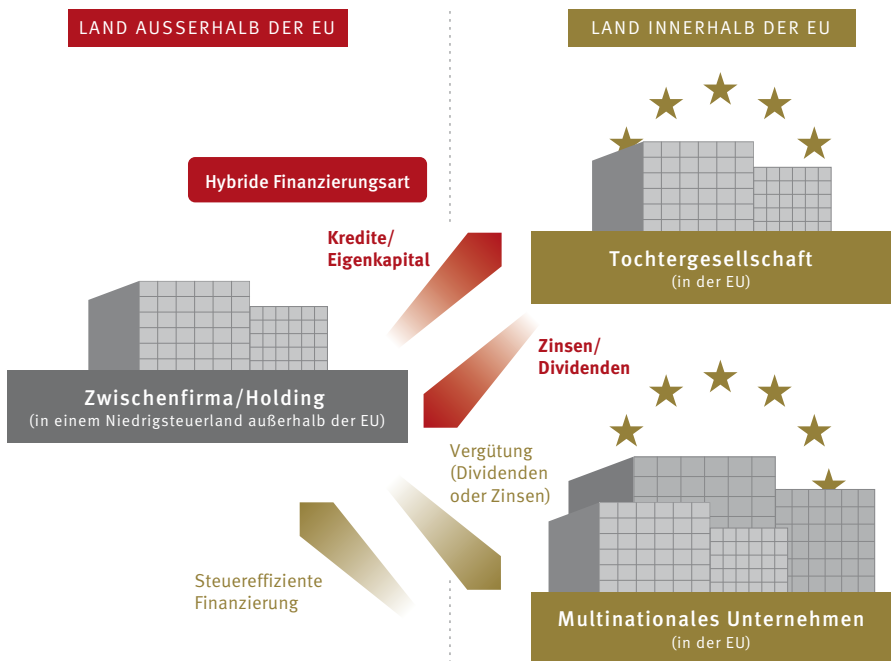 LAND AUSSERHALB DER EU
LAND INNERHALB DER EU
Hybride Finanzierungsart
Kredite/
Eigenkapital
Tochtergesellschaft
(in der EU)
Zinsen/
Dividenden
Zwischenfirma/Holding
(in einem Niedrigsteuerland außerhalb der EU)
Vergütung
(Dividenden
oder Zinsen)
Steuereffiziente
Finanzierung
Multinationales Unternehmen
(in der EU)